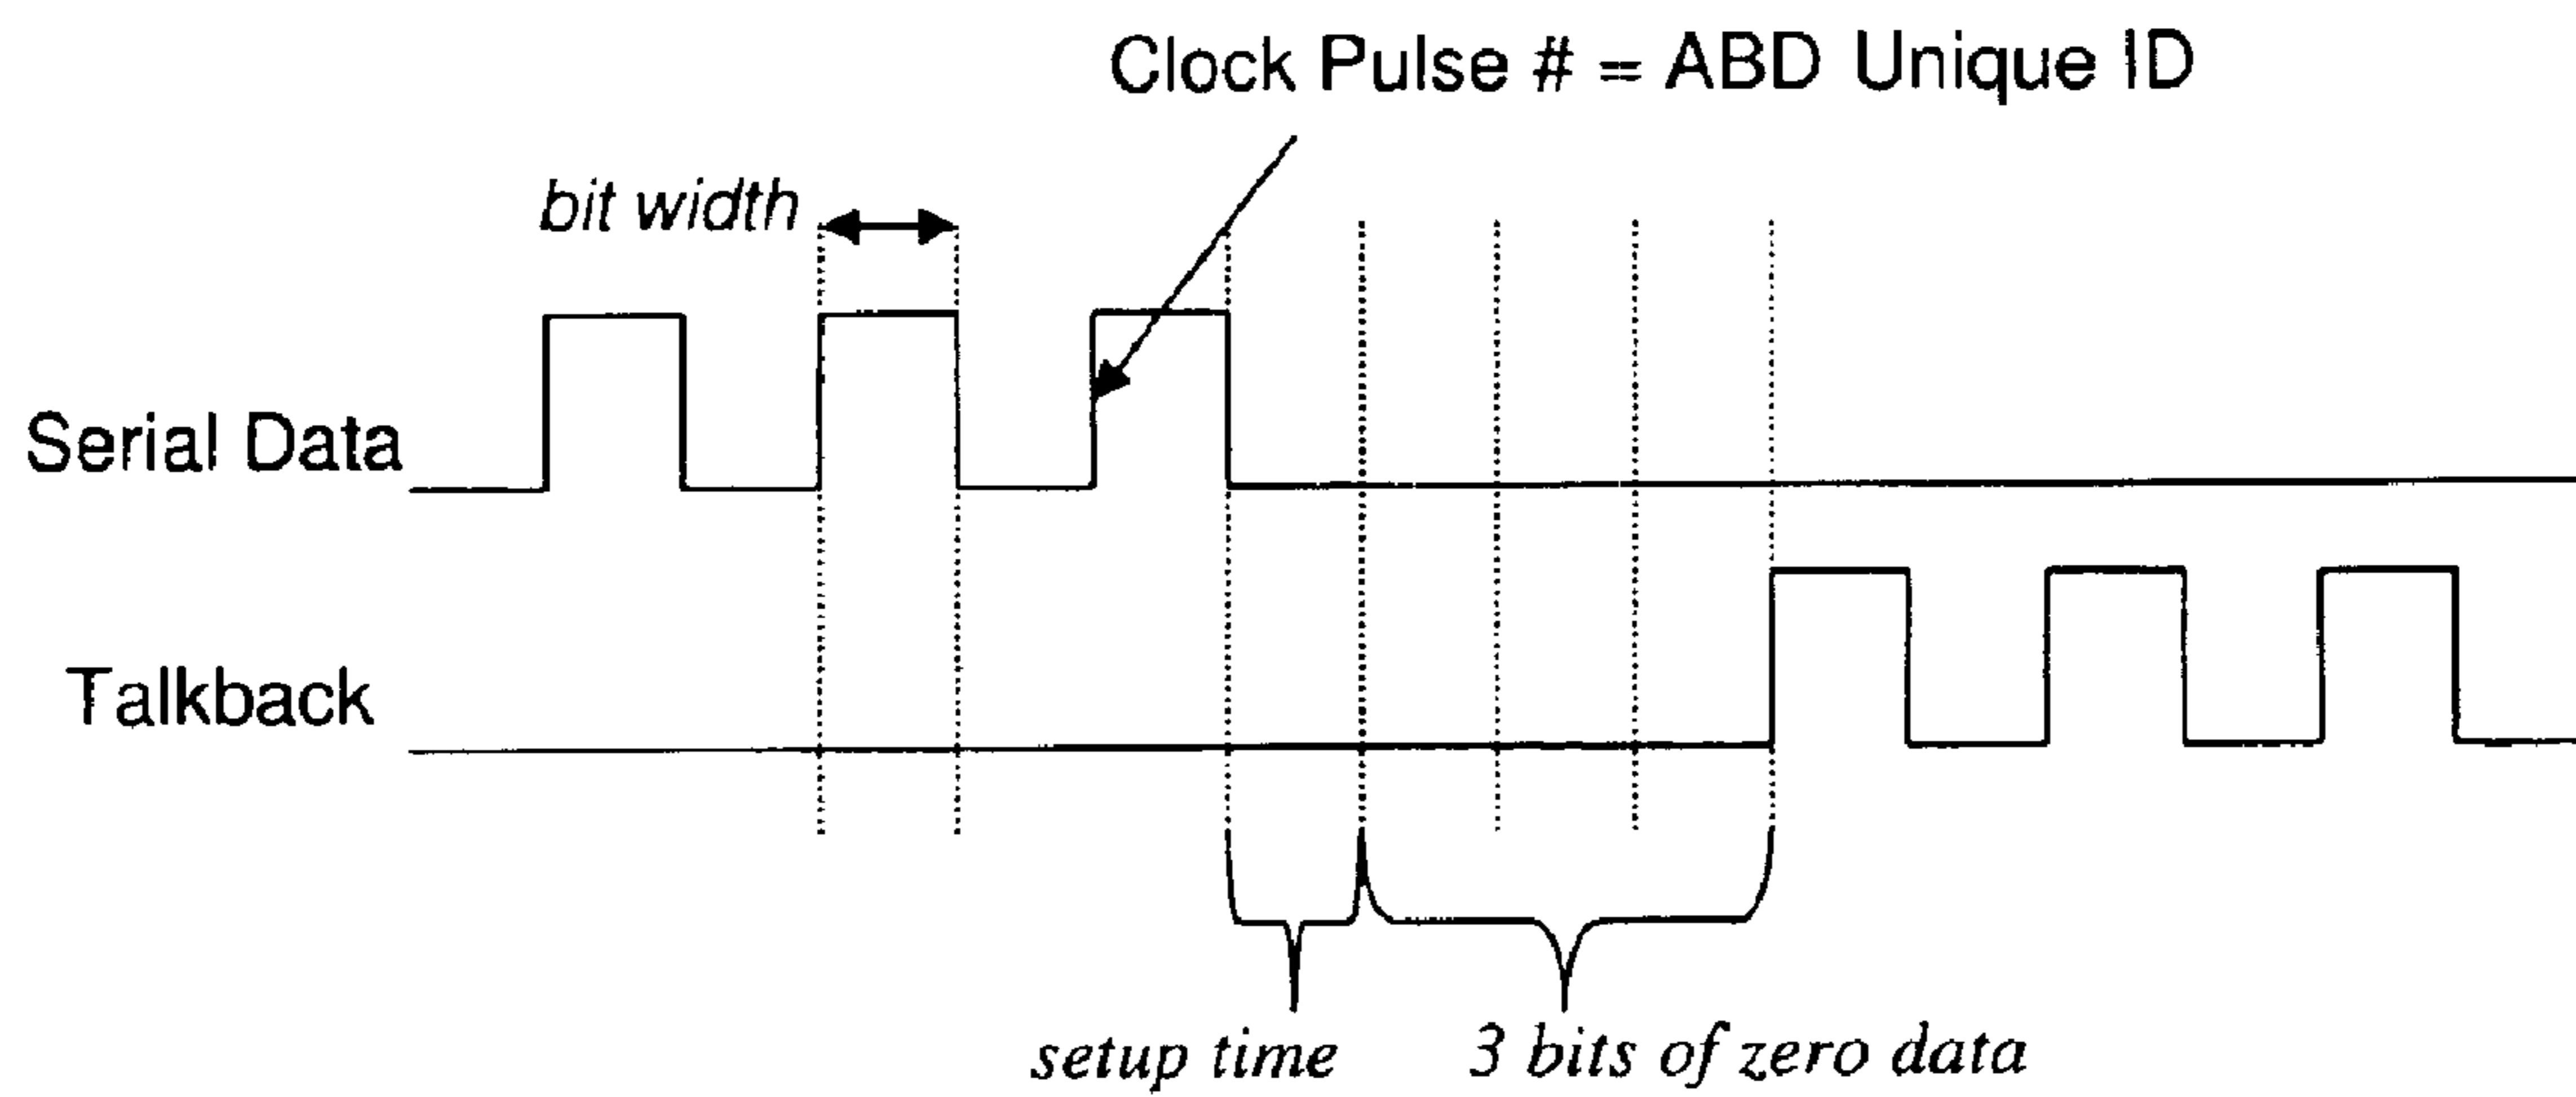 Clock Pulse # = ABD Unique ID
bit width
Serial Data
Talkback
setup time
3 bits of zero data